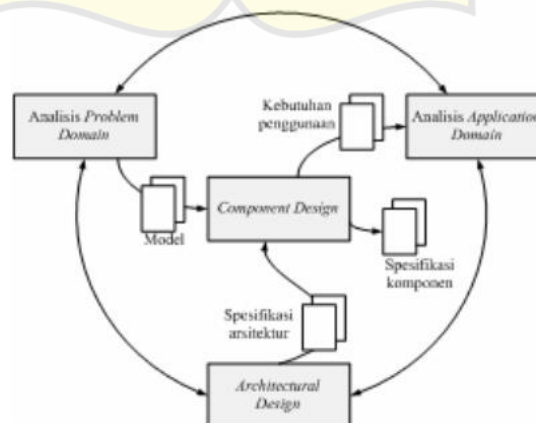 Analisis Problem
Domain
Kebutuhan
penggunaan
Analisis Application
Domain
Model
Component Design
Spesifikasi
komponen
Spesifikasi
arsitektur
Architectural
Design